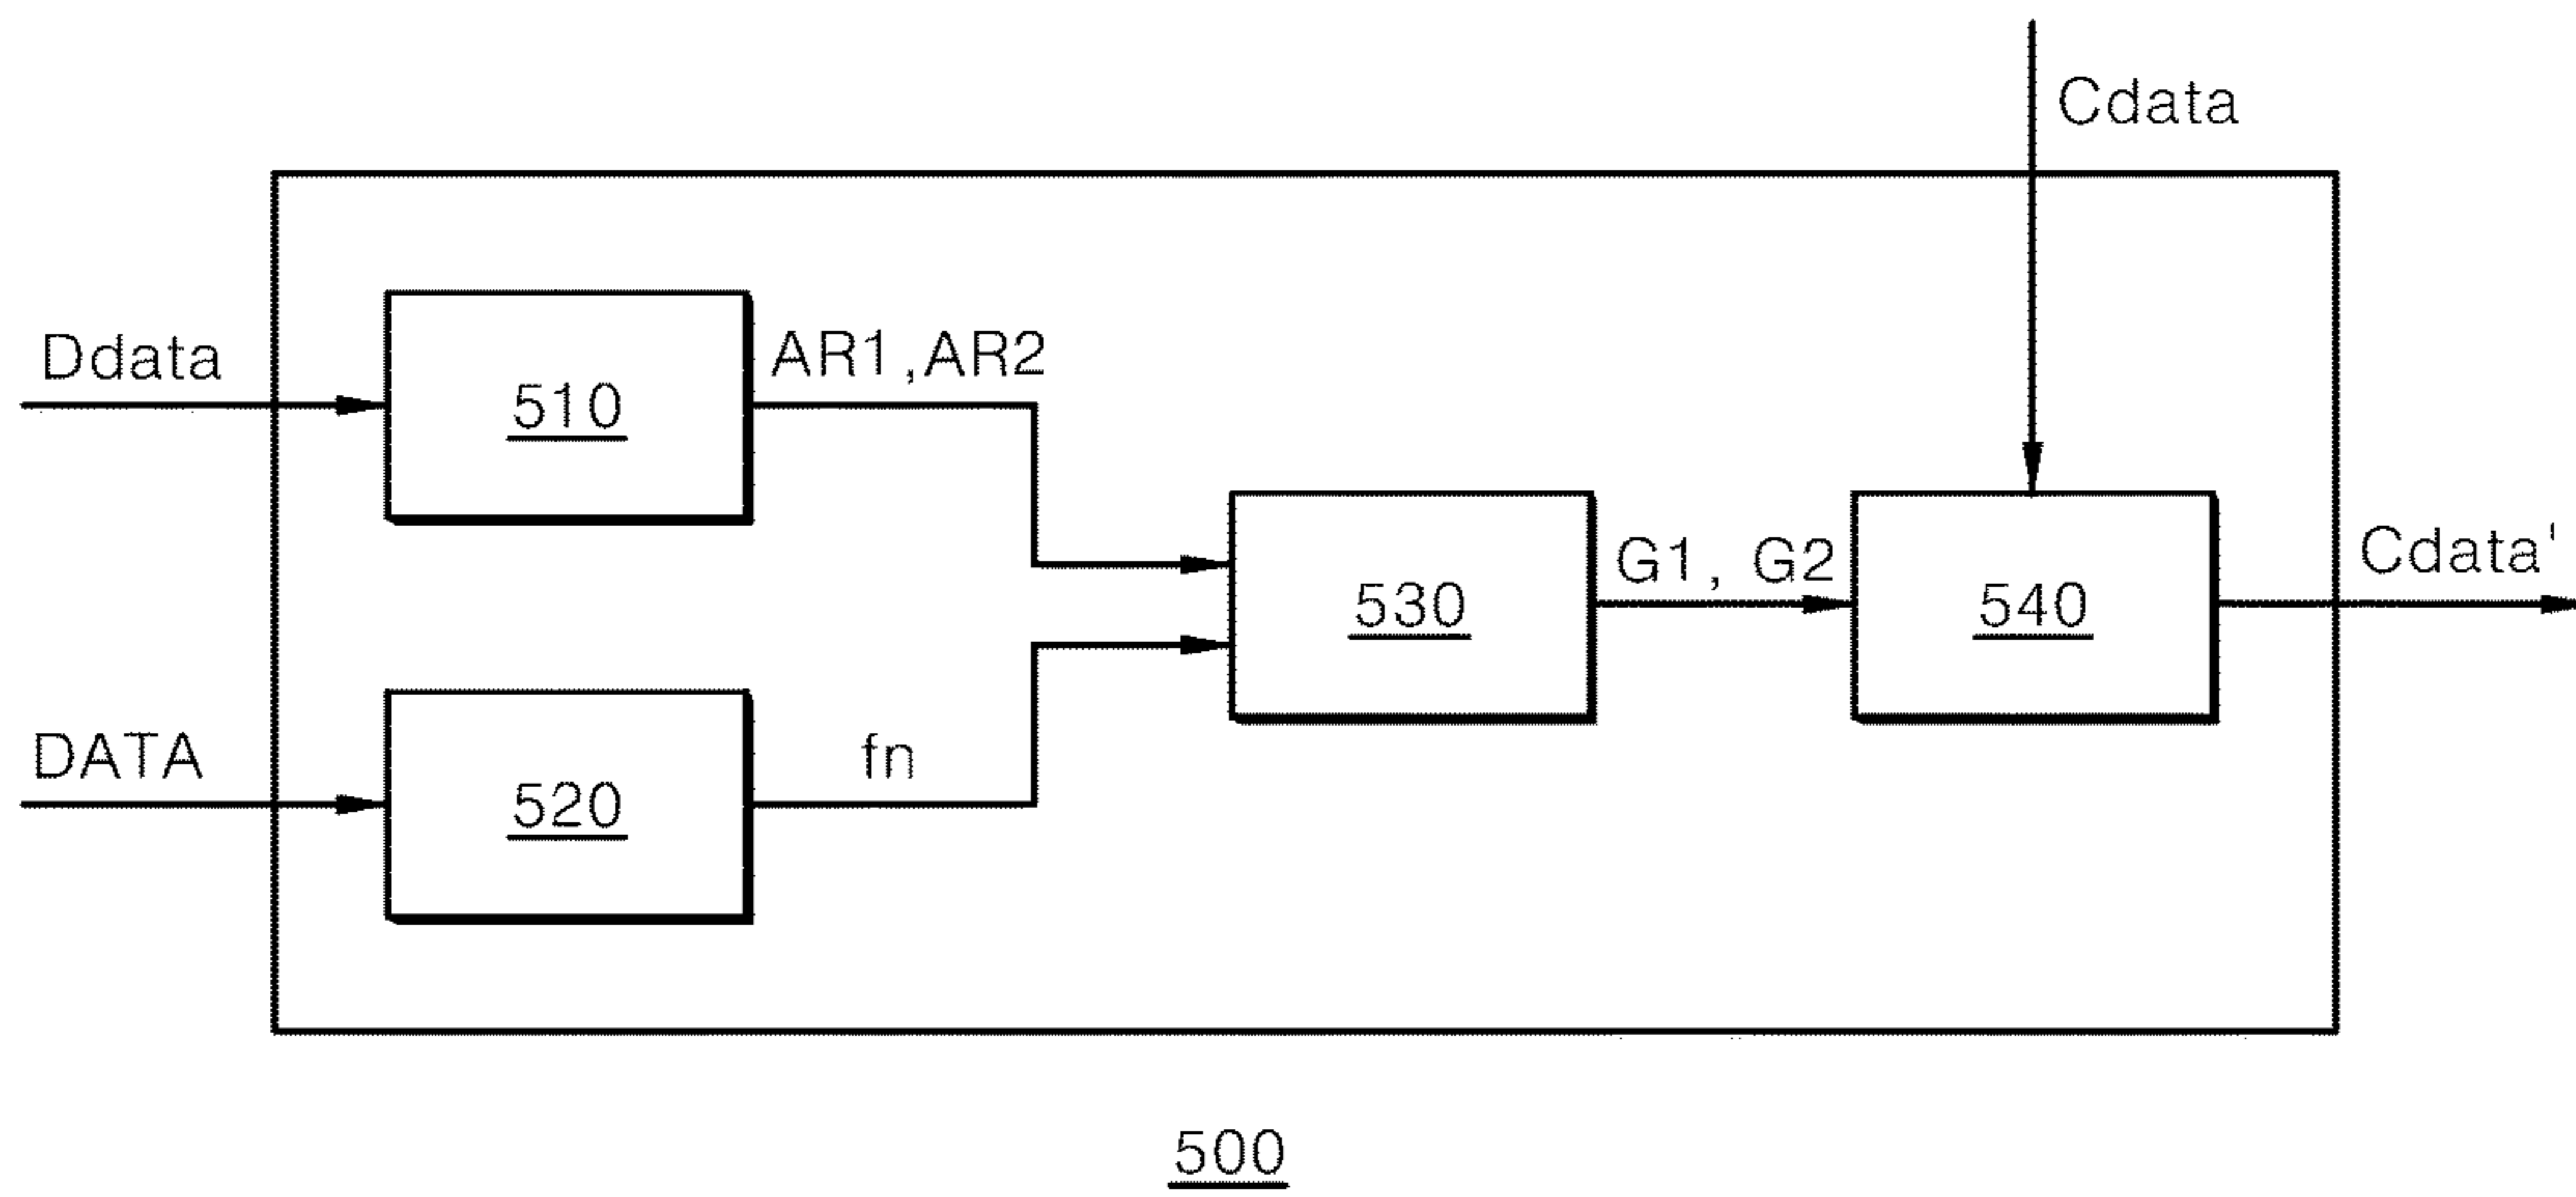 Cdata
Ddata
510
AR1,AR2
DATA
520
fn
530
G1, G2
540
Cdata'
500